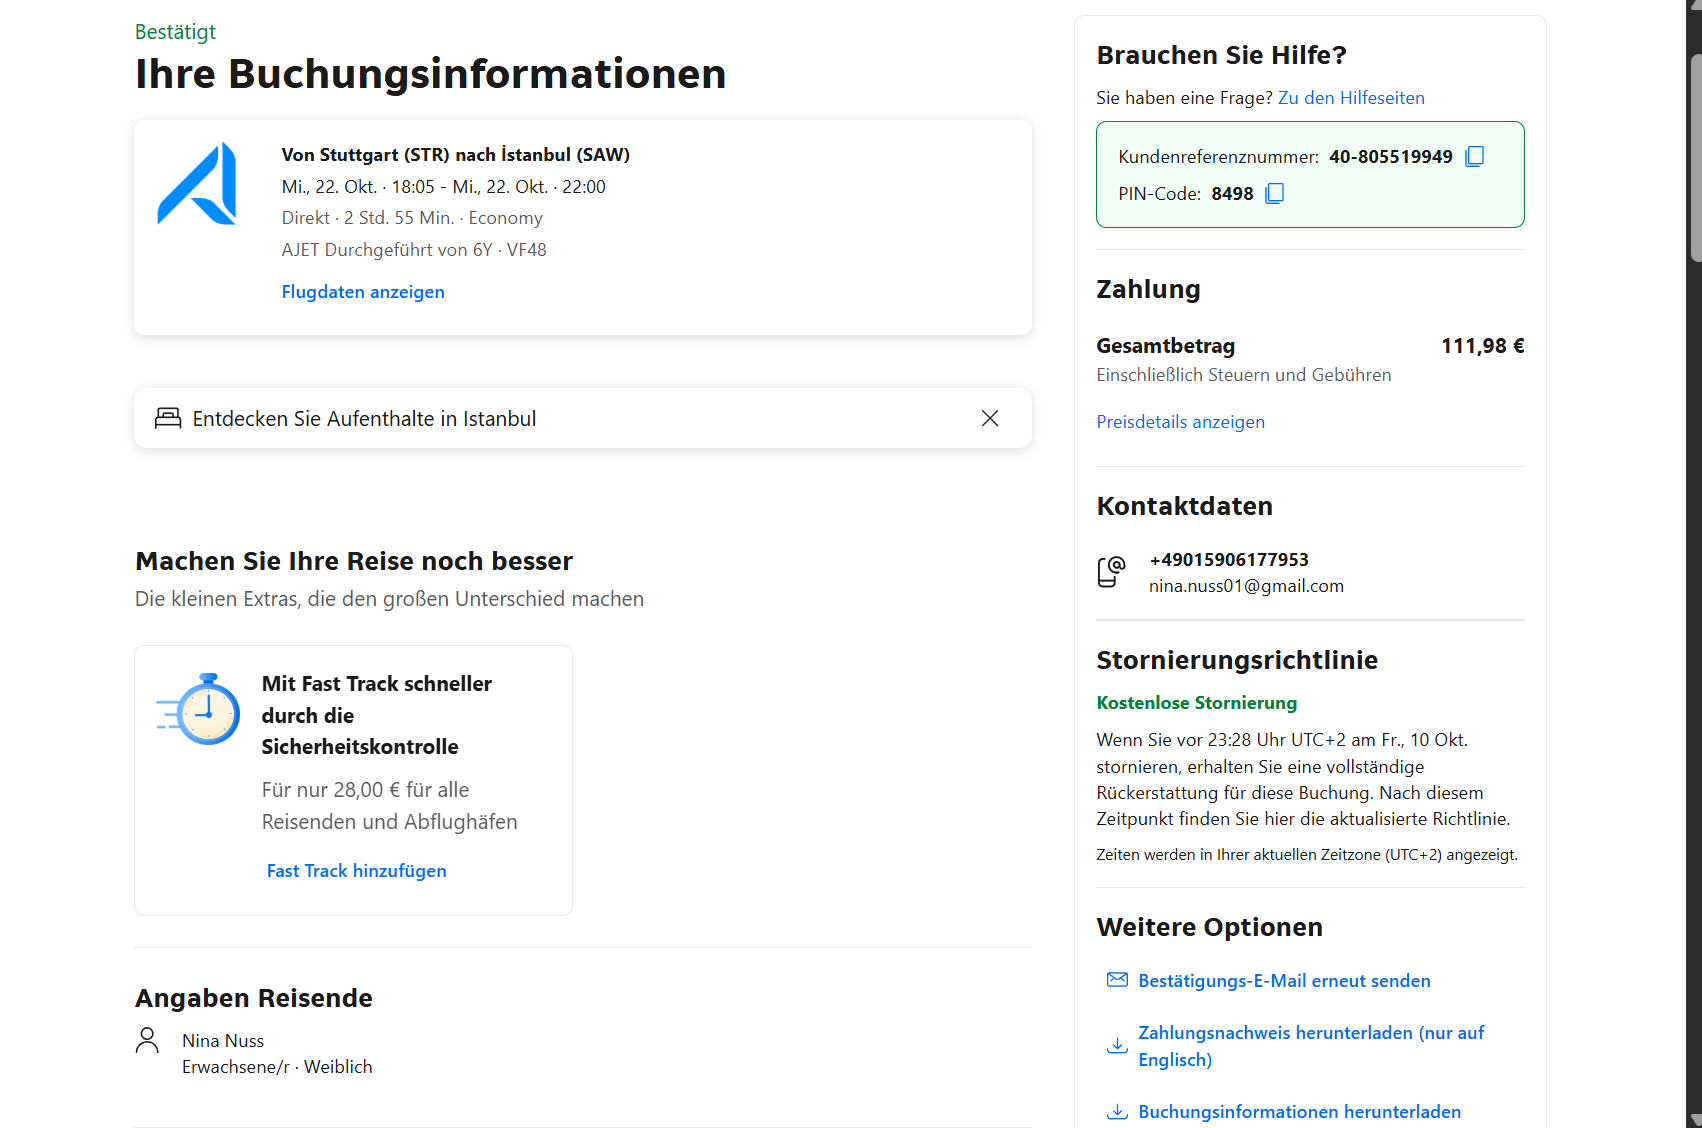 Bestätigt
Ihre Buchungsinformationen
Von Stuttgart (STR) nach İstanbul (SAW)
Mi., 22. Okt. · 18:05 - Mi., 22. Okt. · 22:00
Direkt · 2 Std. 55 Min. · Economy
AJET Durchgeführt von 6Y · VF48
Flugdaten anzeigen
Entdecken Sie Aufenthalte in Istanbul
Machen Sie Ihre Reise noch besser
Die kleinen Extras, die den großen Unterschied machen
Mit Fast Track schneller
durch die
Sicherheitskontrolle
Für nur 28,00 € für alle
Reisenden und Abflughäfen
Fast Track hinzufügen
Angaben Reisende
Nina Nuss
Erwachsene/r · Weiblich
Brauchen Sie Hilfe?
Sie haben eine Frage? Zu den Hilfeseiten
Kundenreferenznummer: 40-805519949
PIN-Code: 8498
Zahlung
Gesamtbetrag 111,98 €
Einschließlich Steuern und Gebühren
Preisdetails anzeigen
Kontaktdaten
+49015906177953
nina.nuss01@gmail.com
Stornierungsrichtlinie
Kostenlose Stornierung
Wenn Sie vor 23:28 Uhr UTC+2 am Fr., 10 Okt.
stornieren, erhalten Sie eine vollständige
Rückerstattung für diese Buchung. Nach diesem
Zeitpunkt finden Sie hier die aktualisierte Richtlinie.
Zeiten werden in Ihrer aktuellen Zeitzone (UTC+2) angezeigt.
Weitere Optionen
Bestätigungs-E-Mail erneut senden
Zahlungsnachweis herunterladen (nur auf
Englisch)
Buchungsinformationen herunterladen